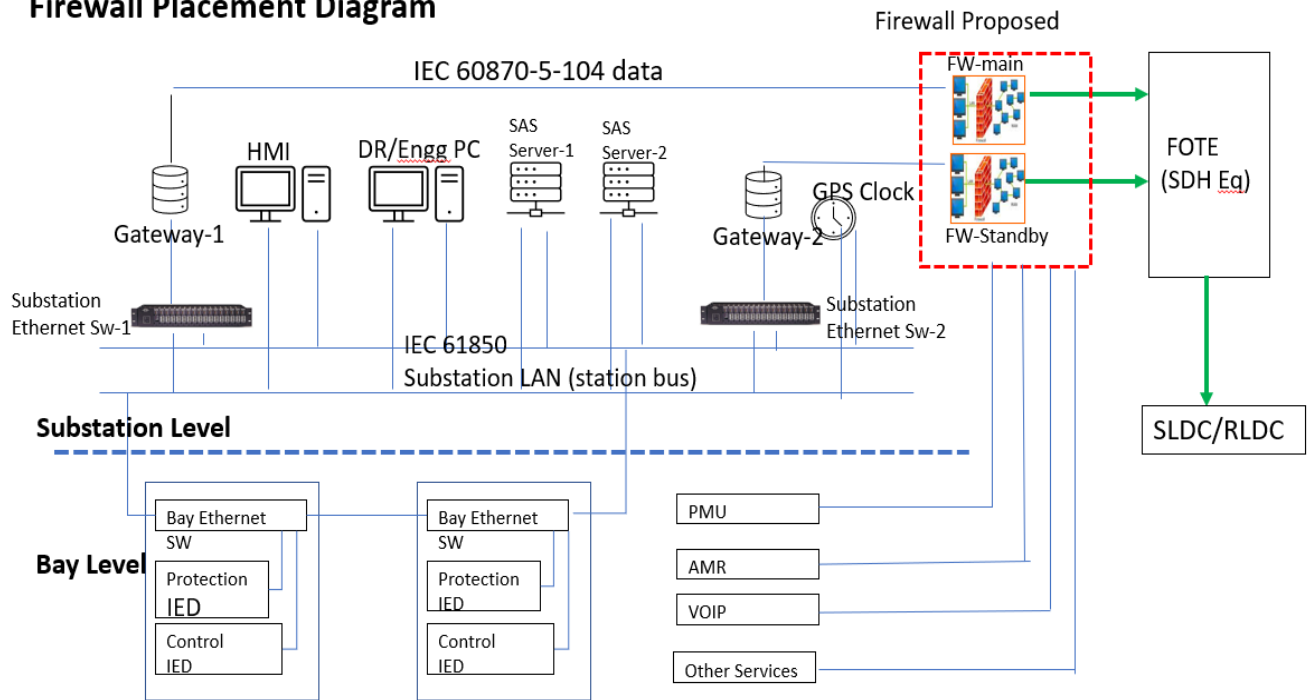 Firewall Placement Diagram
Firewall Proposed
IEC 60870-5-104 data
FW-main
FOTE
(SDH Eq)
HMI
DR/Engg PC
SAS
Server-1
SAS
Server-2
GPS Clock
Gateway-1
Gateway-2
FW-Standby
Substation
Ethernet Sw-1
Substation
Ethernet Sw-2
IEC 61850
Substation LAN (station bus)
SLDC/RLDC
Substation Level
Bay Level
Bay Ethernet
SW
Protection
IED
Control
IED
Bay Ethernet
SW
Protection
IED
Control
IED
PMU
AMR
VOIP
Other Services